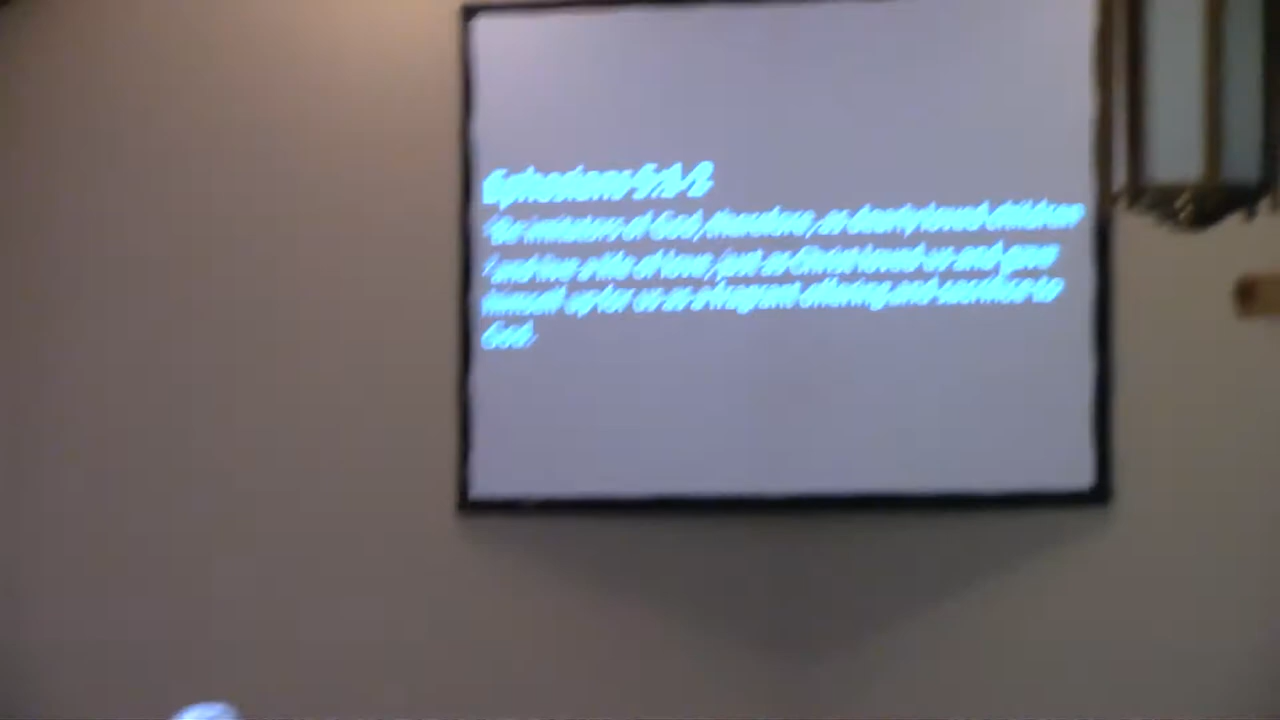 Ephesians 5:1-2
Be imitators of God, therefore, as dearly loved children
and live a life of love, just as Christ loved us and gave
himself up for us as a fragrant offering and sacrifice to
God.